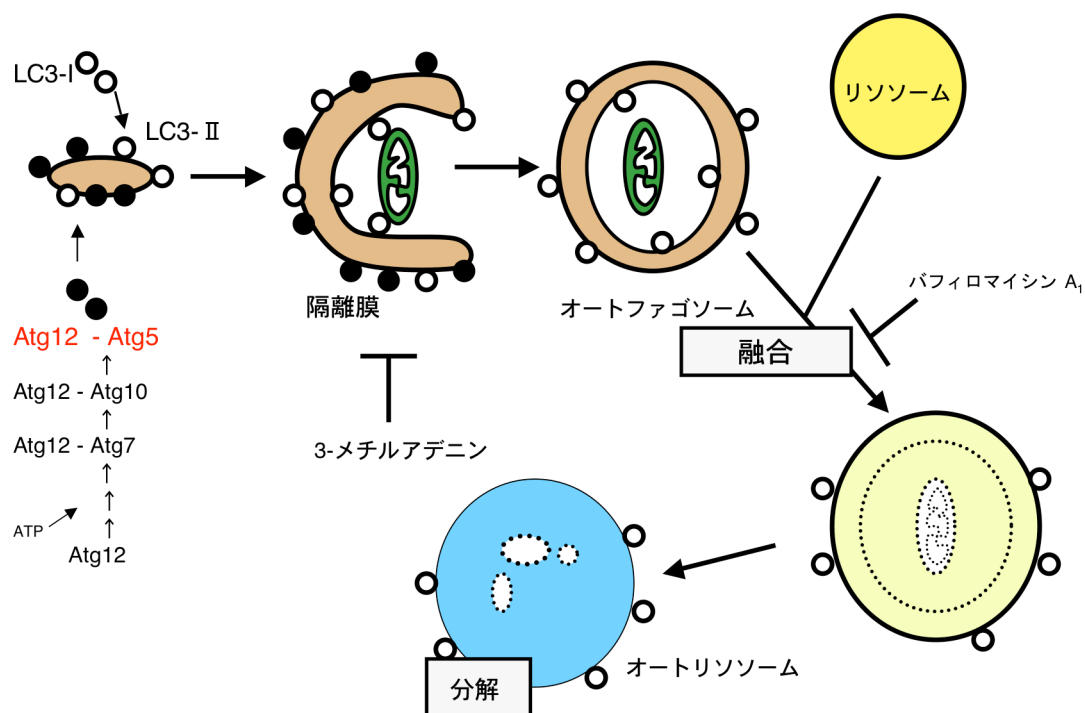 LC3-I
LC3-Ⅱ
リソソーム
隔離膜
オートファゴソーム
バフィロマイシン A1
融合
Atg12 - Atg5
Atg12 - Atg10
Atg12 - Atg7
ATP
Atg12
3-メチルアデニン
オートリソソーム
分解